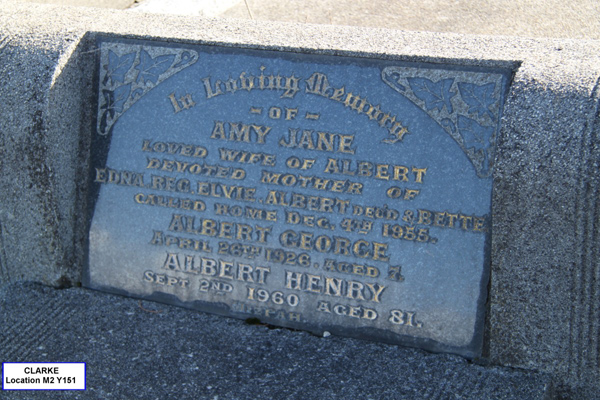 In Loving Memory
- OF -
AMY JANE
LOVED WIFE OF ALBERT
DEVOTED MOTHER OF
EDNA, REG, ELVIE, ALBERT DEC'D & BETTE
CALLED HOME DEC. 4TH 1955.
ALBERT GEORGE
APRIL 26TH 1926. AGED 7.
ALBERT HENRY
SEPT 2ND 1960 AGED 81.
CLARKE
Location M2 Y151